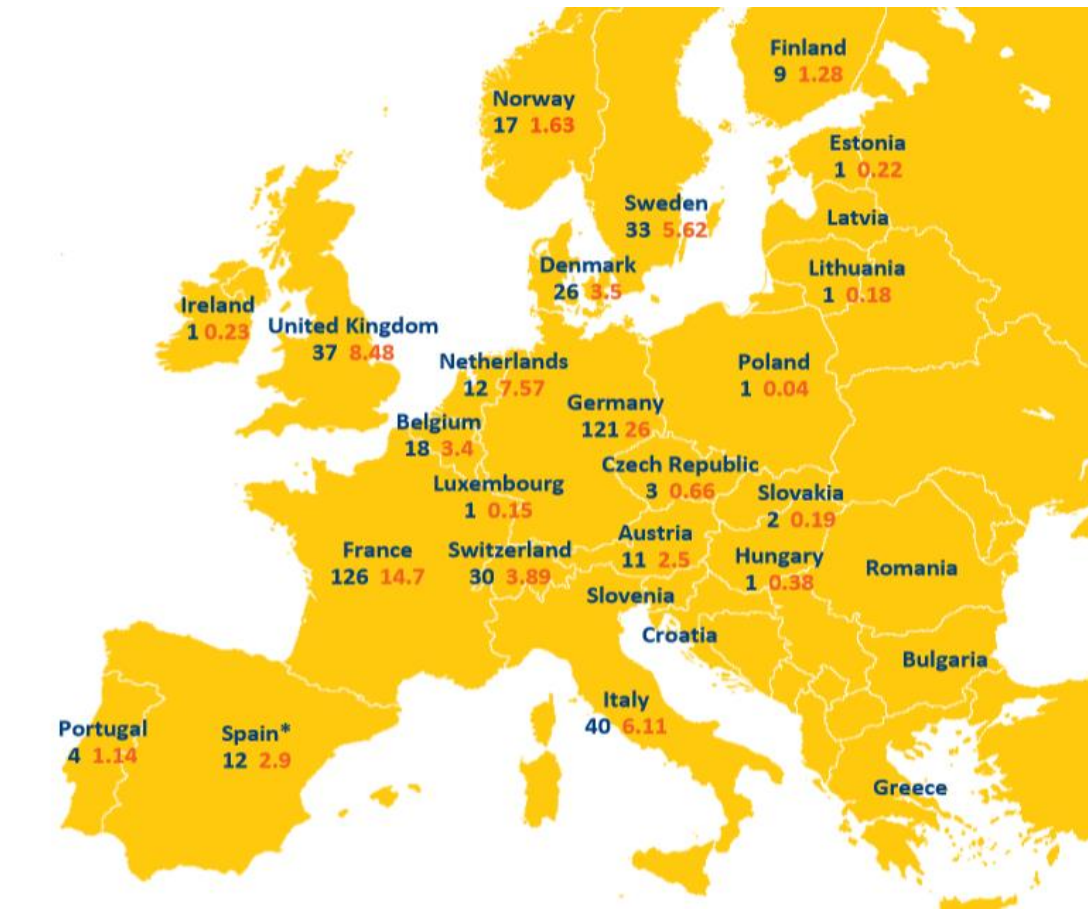 Finland
9 1.28
Norway
17 1.63
Estonia
1 0.22
Sweden
33 5.62
Latvia
Denmark
26 3.5
Lithuania
1 0.18
Ireland
1 0.23
United Kingdom
37 8.48
Netherlands
12 7.57
Poland
1 0.04
Germany
121 26
Belgium
18 3.4
Czech Republic
3 0.66
Luxembourg
1 0.15
Slovakia
2 0.19
Austria
11 2.5
France
126 14.7
Switzerland
30 3.89
Hungary
1 0.38
Romania
Slovenia
Croatia
Bulgaria
Italy
40 6.11
Portugal
4 1.14
Spain*
12 2.9
Greece